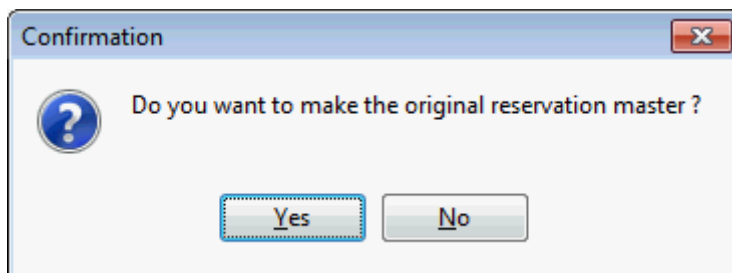 Confirmation
Do you want to make the original reservation master ?
Yes
No